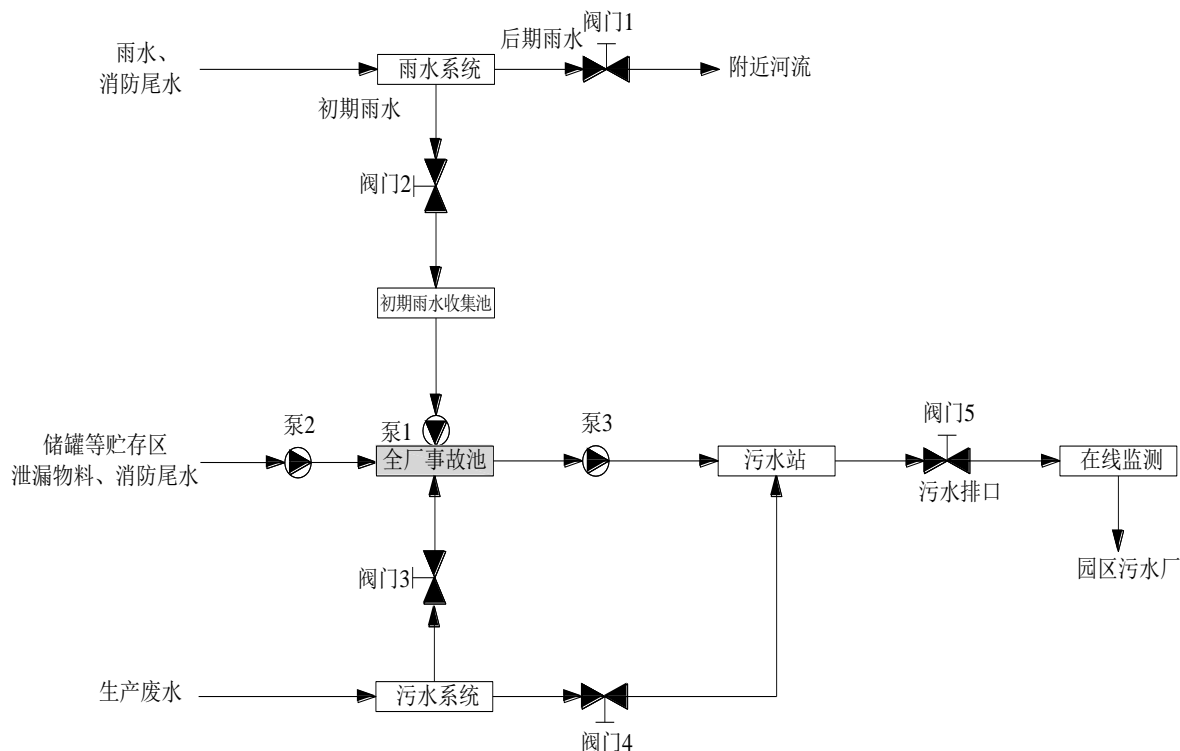 阀门1
后期雨水
雨水、
消防尾水
雨水系统
附近河流
初期雨水
阀门2
初期雨水收集池
阀门5
泵3
泵2
泵1
储罐等贮存区
泄漏物料、消防尾水
全厂事故池
污水站
在线监测
污水排口
阀门3
园区污水厂
生产废水
污水系统
阀门4